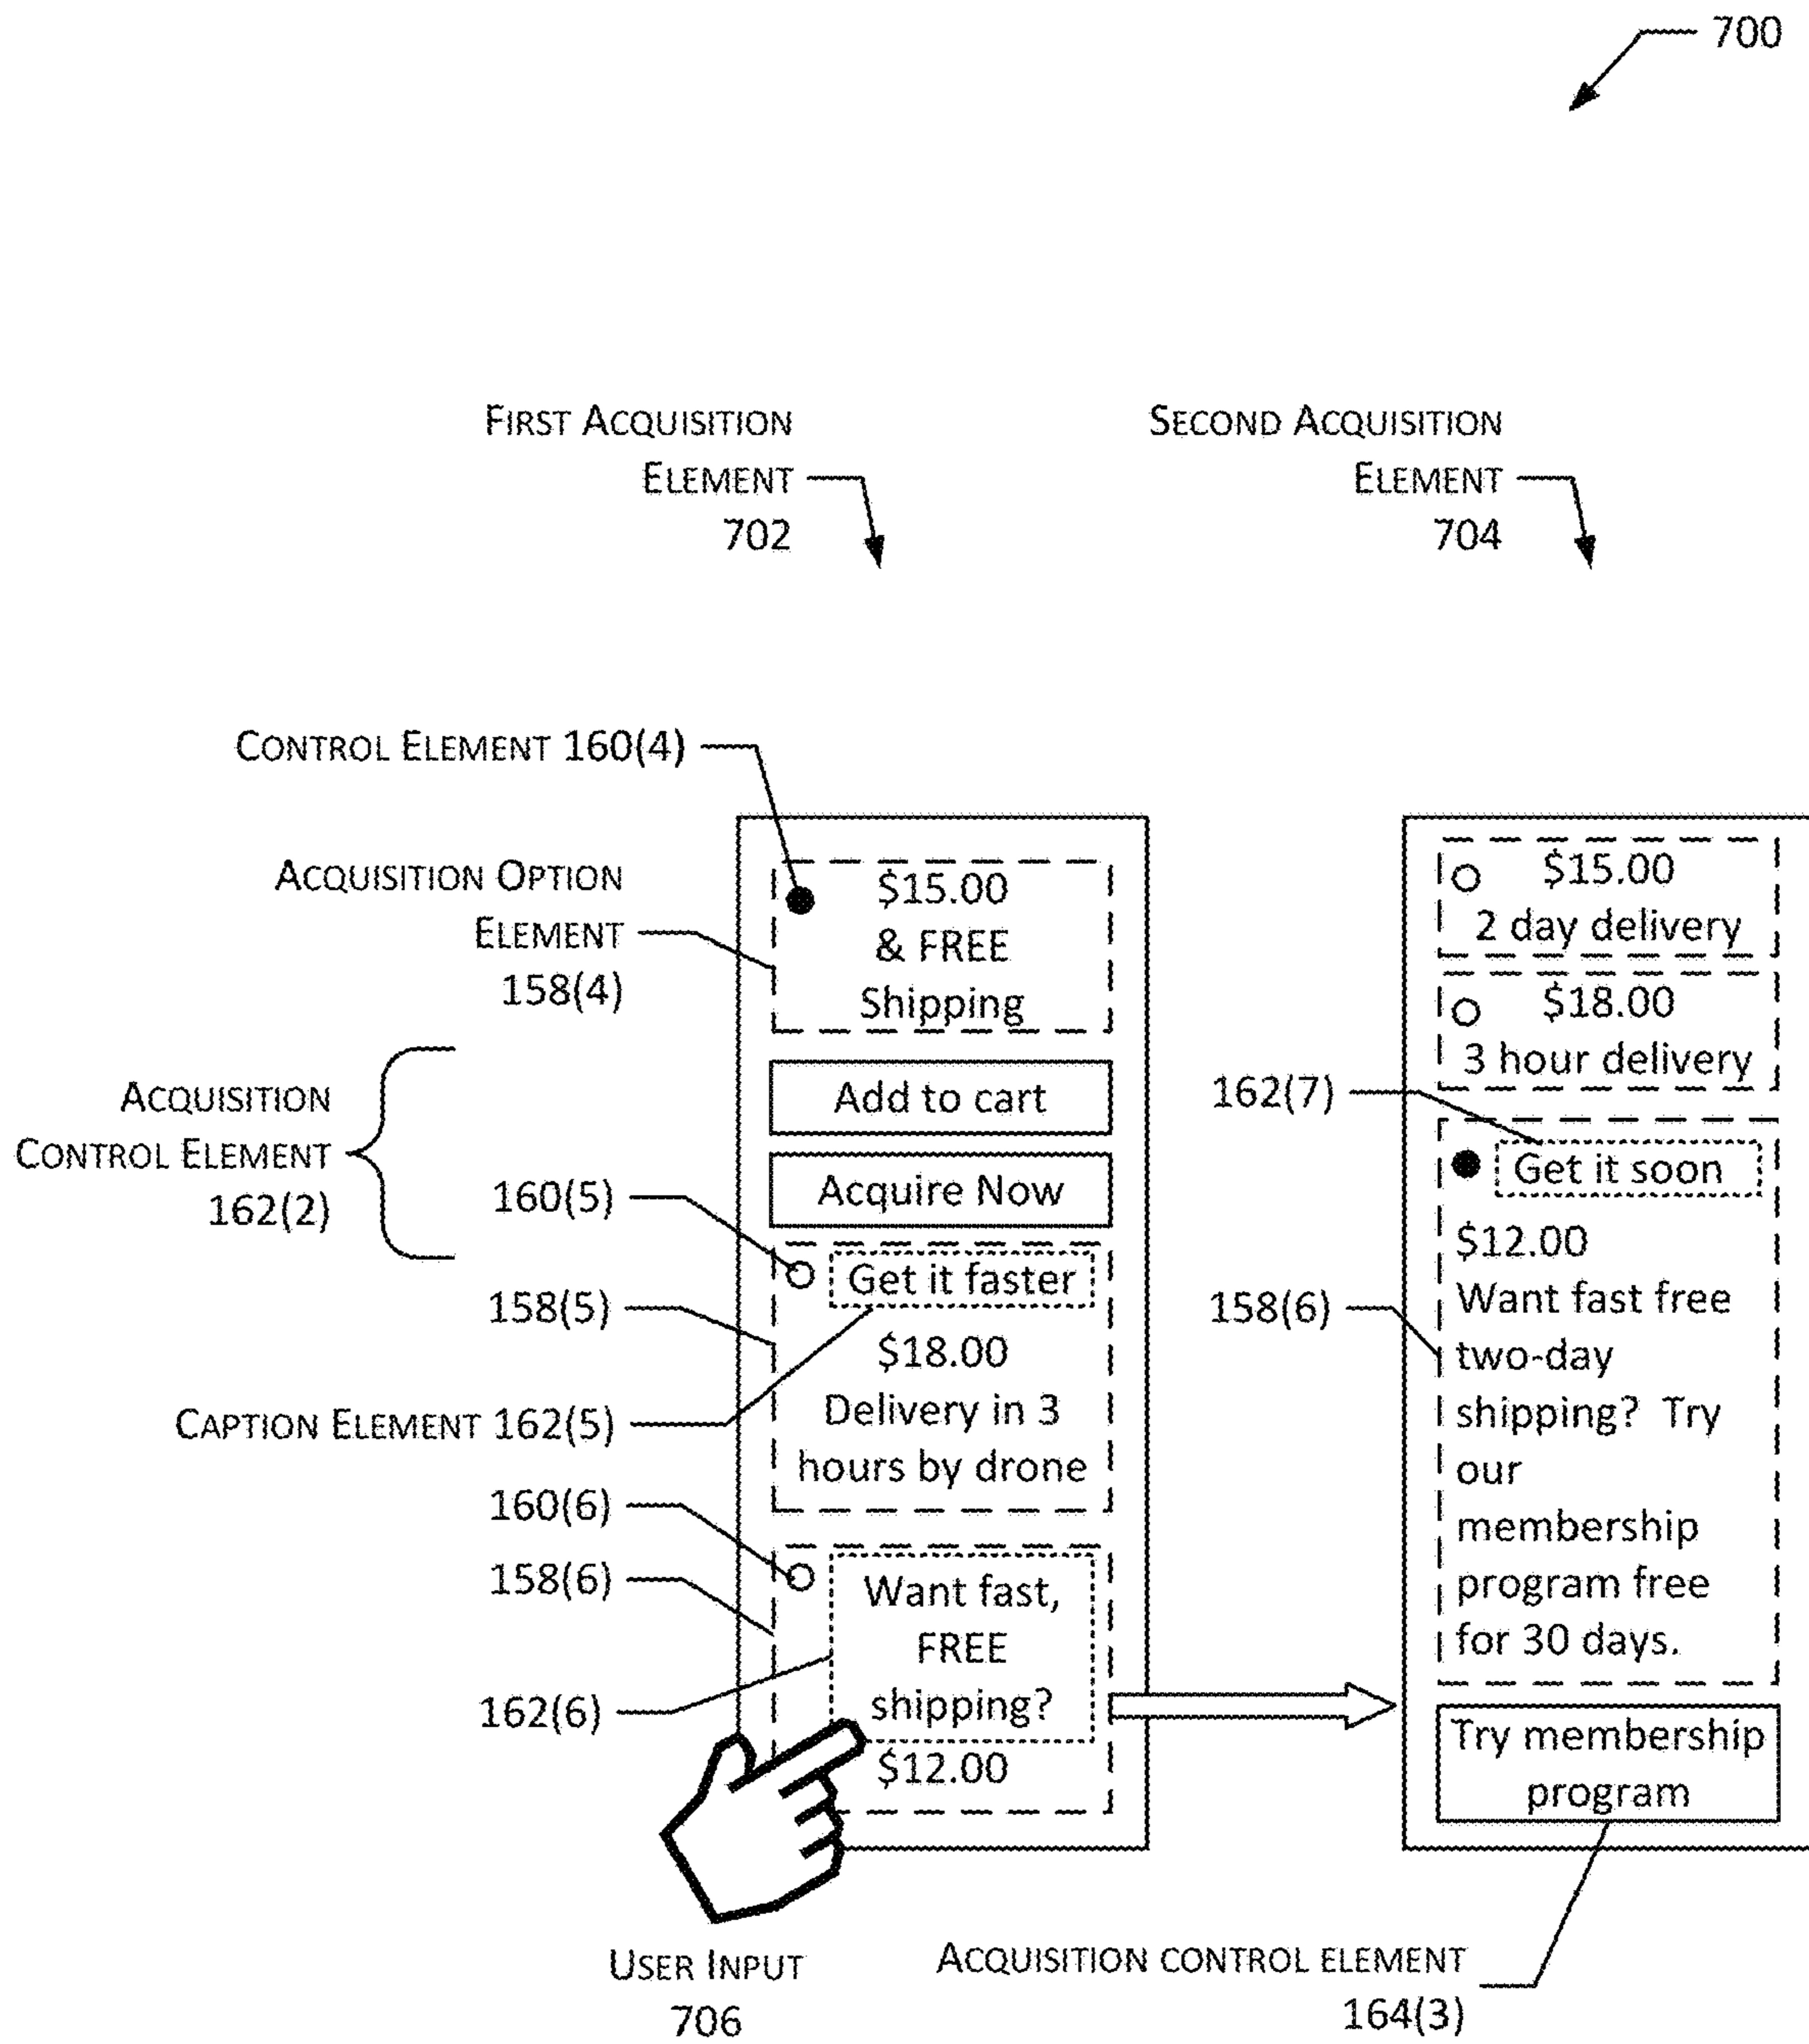 700
FIRST ACQUISITION
ELEMENT
702
SECOND ACQUISITION
ELEMENT
704
CONTROL ELEMENT 160(4)
ACQUISITION OPTION
ELEMENT
158(4)
ACQUISITION
CONTROL ELEMENT
162(2)
160(5)
158(5)
CAPTION ELEMENT 162(5)
160(6)
158(6)
162(6)
$15.00
& FREE
Shipping
Add to cart
Acquire Now
Get it faster
$18.00
Delivery in 3
hours by drone
Want fast,
FREE
shipping?
$12.00
USER INPUT
706
162(7)
158(6)
$15.00
2 day delivery
$18.00
3 hour delivery
Get it soon
$12.00
Want fast free
two-day
shipping? Try
our
membership
program free
for 30 days.
Try membership
program
ACQUISITION CONTROL ELEMENT
164(3)